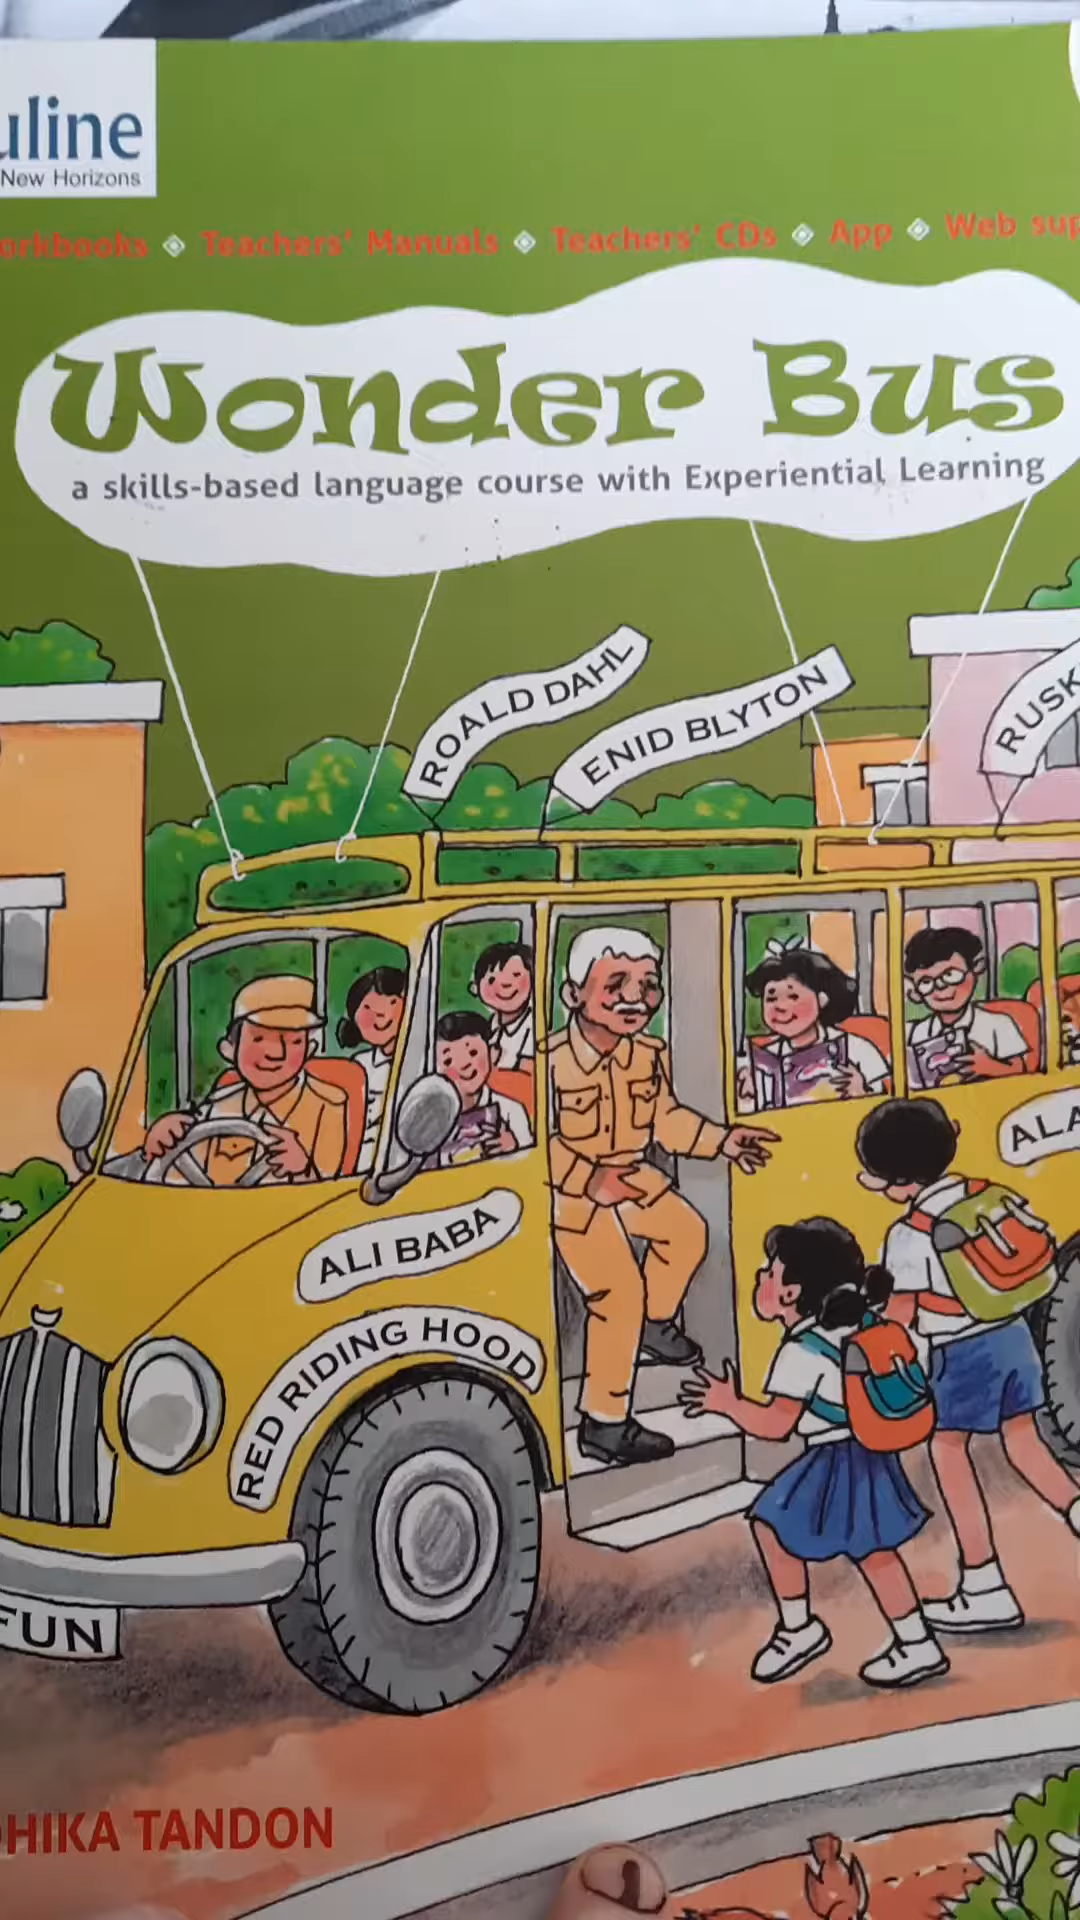 uline
New Horizons
orkbooks ◈ Teachers' Manuals ◈ Teachers' CDs ◈ App ◈ Web sup
Wonder Bus
a skills-based language course with Experiential Learning
ROALD DAHL
ENID BLYTON
RUSK
ALA
ALI BABA
RED RIDING HOOD
FUN
HIKA TANDON